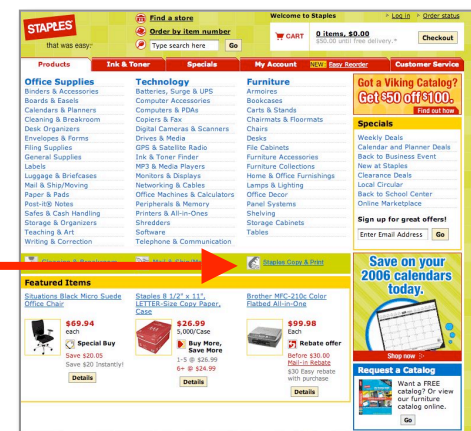 STAPLES
that was easy:
Find a store
Order by item number
Type search here Go
Welcome to Staples
Log in Order status
CART
0 items, $0.00
$50.00 until free delivery.*
Checkout
Products Ink & Toner Specials My Account NEW! Easy Reorder Customer Service
Office Supplies
Binders & Accessories
Boards & Easels
Calendars & Planners
Cleaning & Breakroom
Desk Organizers
Envelopes & Forms
Filing Supplies
General Supplies
Labels
Luggage & Briefcases
Mail & Ship/Moving
Paper & Pads
Post-it® Notes
Safes & Cash Handling
Storage & Organizers
Teaching & Art
Writing & Correction
Technology
Batteries, Surge & UPS
Computer Accessories
Computers & PDAs
Copiers & Fax
Digital Cameras & Scanners
Drives & Media
GPS & Satellite Radio
Ink & Toner Finder
MP3 & Media Players
Monitors & Displays
Networking & Cables
Office Machines & Calculators
Peripherals & Memory
Printers & All-in-Ones
Shredders
Software
Telephone & Communication
Furniture
Armoires
Bookcases
Carts & Stands
Chairmats & Floormats
Chairs
Desks
File Cabinets
Furniture Accessories
Furniture Collections
Home & Office Furnishings
Lamps & Lighting
Office Decor
Panel Systems
Shelving
Storage Cabinets
Tables
Got a Viking Catalog?
Get $50 off $100.
Find out how
Specials
Weekly Deals
Calendar and Planner Deals
Back to Business Event
New at Staples
Clearance Deals
Local Circular
Back to School Center
Online Marketplace
Sign up for great offers!
Enter Email Address Go
Staples Copy & Print
Featured Items
Situations Black Micro Suede
Office Chair
$69.94
each
Special Buy
Save $20.05
Save $20 Instantly!
Details
Staples 8 1/2" x 11",
LETTER-Size Copy Paper,
Case
$26.99
5,000/Case
Buy More,
Save More
1-5 @ $26.99
6+ @ $24.99
Details
Brother MFC-210c Color
Flatbed All-in-One
$99.98
Each
Rebate offer
Before $30.00
Mail-in Rebate
$30 Easy rebate
with purchase
Details
Save on your
2006 calendars
today.
Shop now
Request a Catalog
Want a FREE
catalog? Or view
our furniture
catalog online.
Go